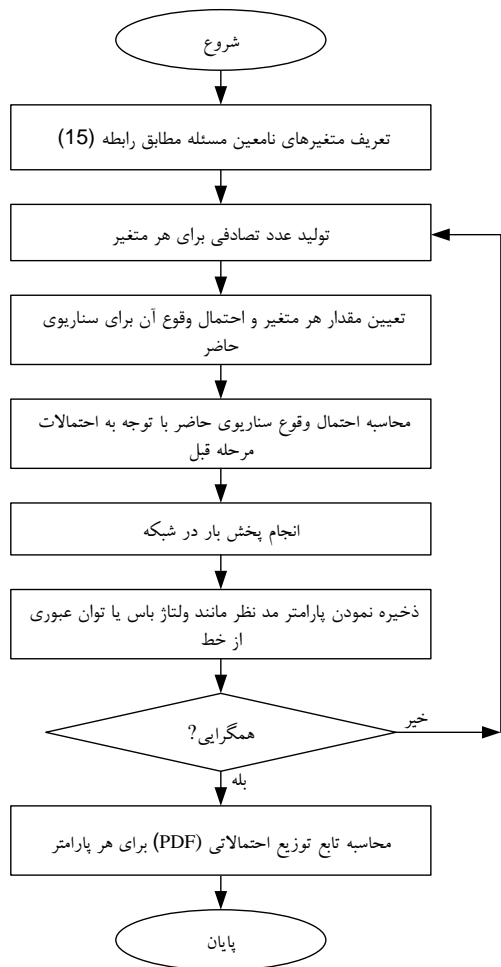 شروع
تعریف متغیرهای نامعین مسئله مطابق رابطه (15)
تولید عدد تصادفی برای هر متغیر
تعیین مقدار هر متغیر و احتمال وقوع آن برای سناریوی
حاضر
محاسبه احتمال وقوع سناریوی حاضر با توجه به احتمالات
مرحله قبل
انجام پخش بار در شبکه
ذخیره نمودن پارامتر مد نظر مانند ولتاژ باس یا توان عبوری
از خط
همگرایی?
خیر
بله
محاسبه تابع توزیع احتمالاتی (PDF) برای هر پارامتر
پایان